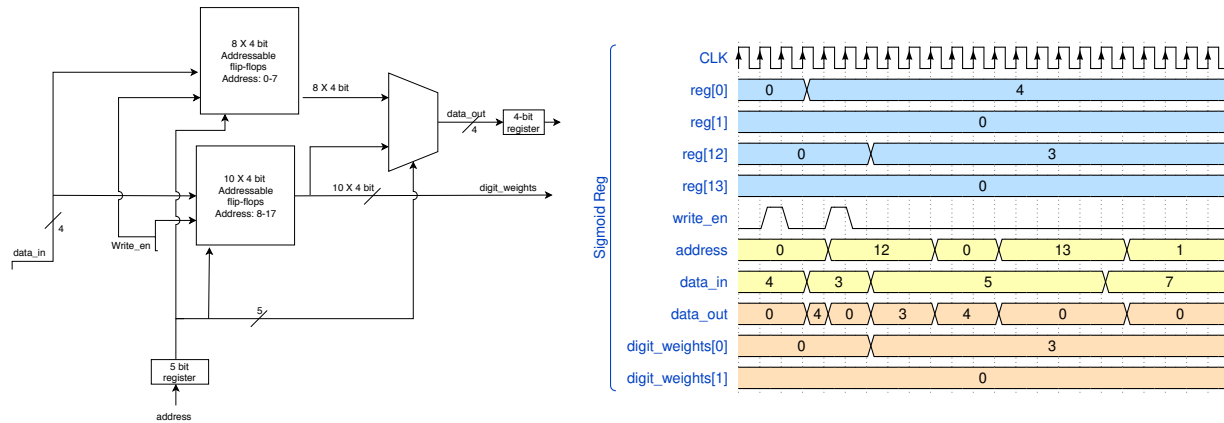 8 X 4 bit
Addressable
flip-flops
Address: 0-7
8 X 4 bit
data_out
4
4-bit
register
10 X 4 bit
Addressable
flip-flops
Address: 8-17
10 X 4 bit
4
digit_weights
4
Write_en
data_in
5
5 bit
register
address
Sigmoid Reg
CLK
reg[0] 0 4
reg[1] 0
reg[12] 0 3
reg[13] 0
write_en
address 0 12 0 13 1
data_in 4 3 5 7
data_out 0 4 0 3 4 0 0
digit_weights[0] 0 3
digit_weights[1] 0